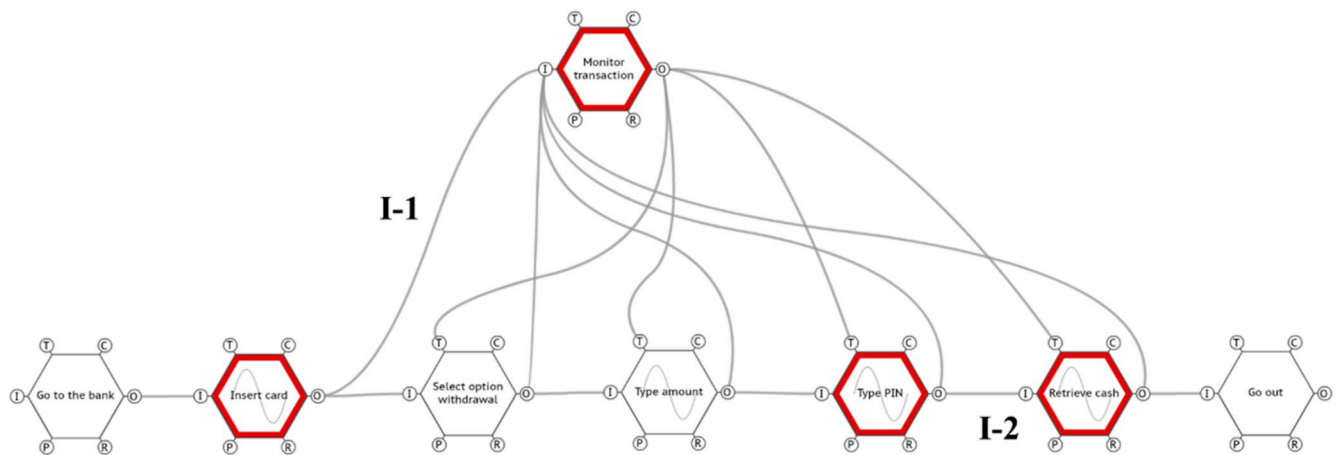 T C
I Monitor transaction O
P R
I-1
T C T C T C T C T C T C T C
I Go to the bank O I Insert card O I Select option withdrawal O I Type amount O I Type PIN O I Retrieve cash O I Go out O
P R P R P R P R P R P R P R
I-2